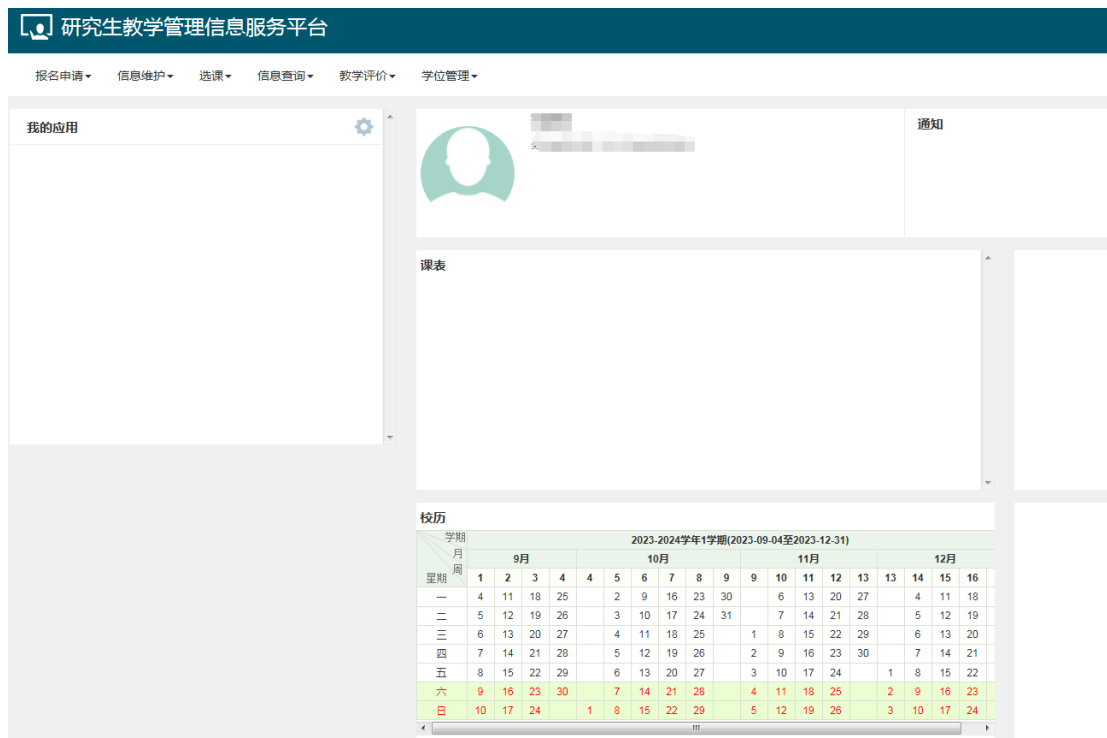 研究生教学管理信息服务平台
报名申请 信息维护 选课 信息查询 教学评价 学位管理
我的应用
通知
课表
校历
学期 2023-2024学年1学期(2023-09-04至2023-12-31)
月 9月 10月 11月 12月
周
星期 1 2 3 4 4 5 6 7 8 9 9 10 11 12 13 13 14 15 16
一 4 11 18 25 2 9 16 23 30 6 13 20 27 4 11 18
二 5 12 19 26 3 10 17 24 31 7 14 21 28 5 12 19
三 6 13 20 27 4 11 18 25 1 8 15 22 29 6 13 20
四 7 14 21 28 5 12 19 26 2 9 16 23 30 7 14 21
五 8 15 22 29 6 13 20 27 3 10 17 24 1 8 15 22
六 9 16 23 30 7 14 21 28 4 11 18 25 2 9 16 23
日 10 17 24 1 8 15 22 29 5 12 19 26 3 10 17 24